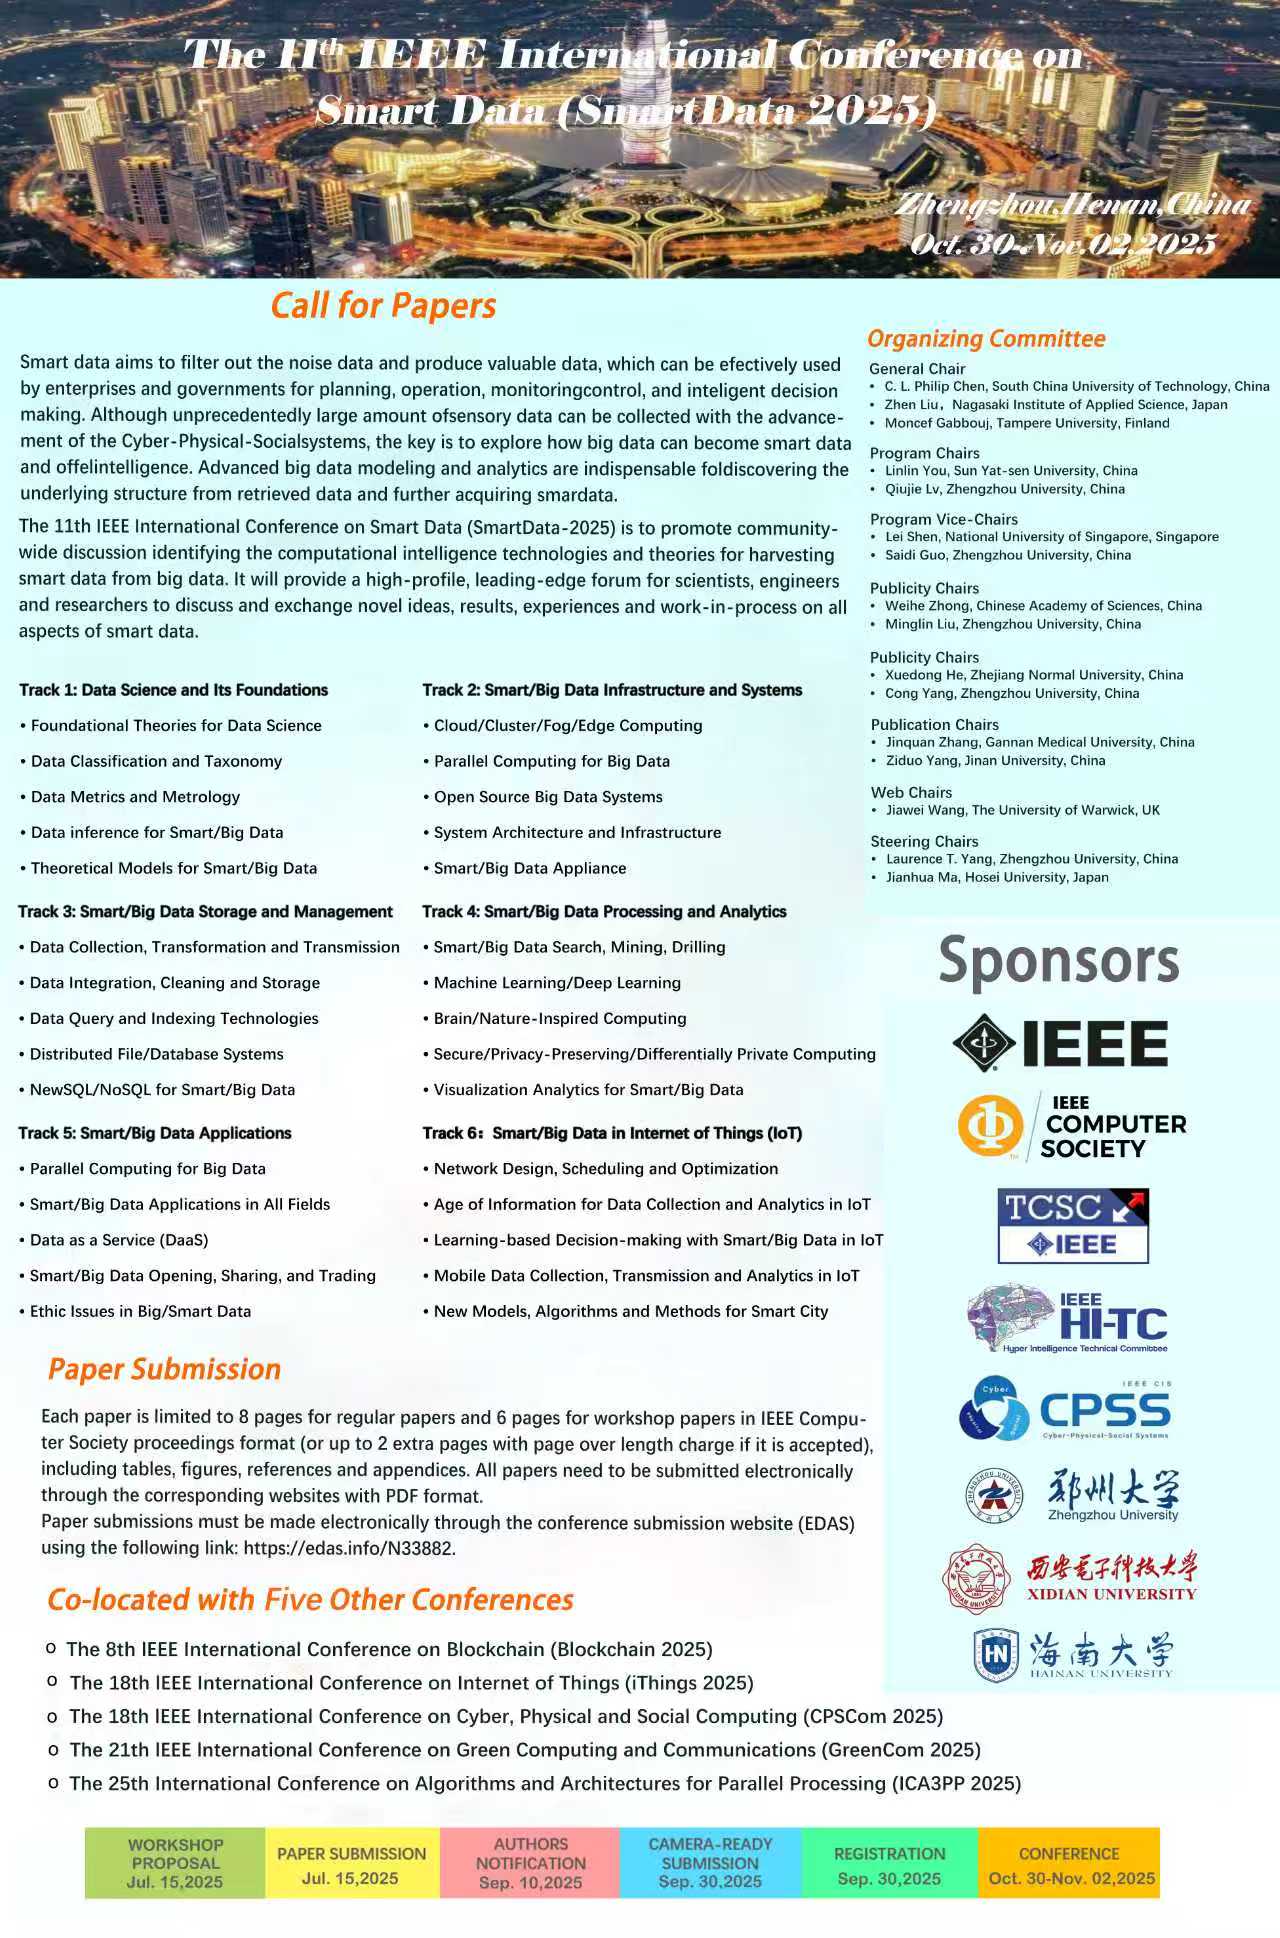 The 11th IEEE International Conference on
Smart Data (SmartData 2025)
Zhengzhou,Henan,China
Oct. 30-Nov.02,2025
Call for Papers
Smart data aims to filter out the noise data and produce valuable data, which can be efectively used
by enterprises and governments for planning, operation, monitoringcontrol, and inteligent decision
making. Although unprecedentedly large amount ofsensory data can be collected with the advance-
ment of the Cyber-Physical-Socialsystems, the key is to explore how big data can become smart data
and offelintelligence. Advanced big data modeling and analytics are indispensable foldiscovering the
underlying structure from retrieved data and further acquiring smardata.
The 11th IEEE International Conference on Smart Data (SmartData-2025) is to promote community-
wide discussion identifying the computational intelligence technologies and theories for harvesting
smart data from big data. It will provide a high-profile, leading-edge forum for scientists, engineers
and researchers to discuss and exchange novel ideas, results, experiences and work-in-process on all
aspects of smart data.
Track 1: Data Science and Its Foundations
• Foundational Theories for Data Science
• Data Classification and Taxonomy
• Data Metrics and Metrology
• Data inference for Smart/Big Data
• Theoretical Models for Smart/Big Data
Track 2: Smart/Big Data Infrastructure and Systems
• Cloud/Cluster/Fog/Edge Computing
• Parallel Computing for Big Data
• Open Source Big Data Systems
• System Architecture and Infrastructure
• Smart/Big Data Appliance
Track 3: Smart/Big Data Storage and Management
• Data Collection, Transformation and Transmission
• Data Integration, Cleaning and Storage
• Data Query and Indexing Technologies
• Distributed File/Database Systems
• NewSQL/NoSQL for Smart/Big Data
Track 4: Smart/Big Data Processing and Analytics
• Smart/Big Data Search, Mining, Drilling
• Machine Learning/Deep Learning
• Brain/Nature-Inspired Computing
• Secure/Privacy-Preserving/Differentially Private Computing
• Visualization Analytics for Smart/Big Data
Track 5: Smart/Big Data Applications
• Parallel Computing for Big Data
• Smart/Big Data Applications in All Fields
• Data as a Service (DaaS)
• Smart/Big Data Opening, Sharing, and Trading
• Ethic Issues in Big/Smart Data
Track 6：Smart/Big Data in Internet of Things (IoT)
• Network Design, Scheduling and Optimization
• Age of Information for Data Collection and Analytics in IoT
• Learning-based Decision-making with Smart/Big Data in IoT
• Mobile Data Collection, Transmission and Analytics in IoT
• New Models, Algorithms and Methods for Smart City
Paper Submission
Each paper is limited to 8 pages for regular papers and 6 pages for workshop papers in IEEE Compu-
ter Society proceedings format (or up to 2 extra pages with page over length charge if it is accepted),
including tables, figures, references and appendices. All papers need to be submitted electronically
through the corresponding websites with PDF format.
Paper submissions must be made electronically through the conference submission website (EDAS)
using the following link: https://edas.info/N33882.
Co-located with Five Other Conferences
o The 8th IEEE International Conference on Blockchain (Blockchain 2025)
o The 18th IEEE International Conference on Internet of Things (iThings 2025)
o The 18th IEEE International Conference on Cyber, Physical and Social Computing (CPSCom 2025)
o The 21th IEEE International Conference on Green Computing and Communications (GreenCom 2025)
o The 25th International Conference on Algorithms and Architectures for Parallel Processing (ICA3PP 2025)
Organizing Committee
General Chair
• C. L. Philip Chen, South China University of Technology, China
• Zhen Liu，Nagasaki Institute of Applied Science, Japan
• Moncef Gabbouj, Tampere University, Finland
Program Chairs
• Linlin You, Sun Yat-sen University, China
• Qiujie Lv, Zhengzhou University, China
Program Vice-Chairs
• Lei Shen, National University of Singapore, Singapore
• Saidi Guo, Zhengzhou University, China
Publicity Chairs
• Weihe Zhong, Chinese Academy of Sciences, China
• Minglin Liu, Zhengzhou University, China
Publicity Chairs
• Xuedong He, Zhejiang Normal University, China
• Cong Yang, Zhengzhou University, China
Publication Chairs
• Jinquan Zhang, Gannan Medical University, China
• Ziduo Yang, Jinan University, China
Web Chairs
• Jiawei Wang, The University of Warwick, UK
Steering Chairs
• Laurence T. Yang, Zhengzhou University, China
• Jianhua Ma, Hosei University, Japan
Sponsors
IEEE
IEEE
COMPUTER
SOCIETY
TCSC
IEEE
IEEE
HI-TC
Hyper Intelligence Technical Committee
IEEE CIS
Cyber
Physical
Social
CPSS
Cyber-Physical-Social Systems
郑州大学
Zhengzhou University
西安电子科技大学
XIDIAN UNIVERSITY
HN
海南大学
HAINAN UNIVERSITY
WORKSHOP
PROPOSAL
Jul. 15,2025
PAPER SUBMISSION
Jul. 15,2025
AUTHORS
NOTIFICATION
Sep. 10,2025
CAMERA-READY
SUBMISSION
Sep. 30,2025
REGISTRATION
Sep. 30,2025
CONFERENCE
Oct. 30-Nov. 02,2025